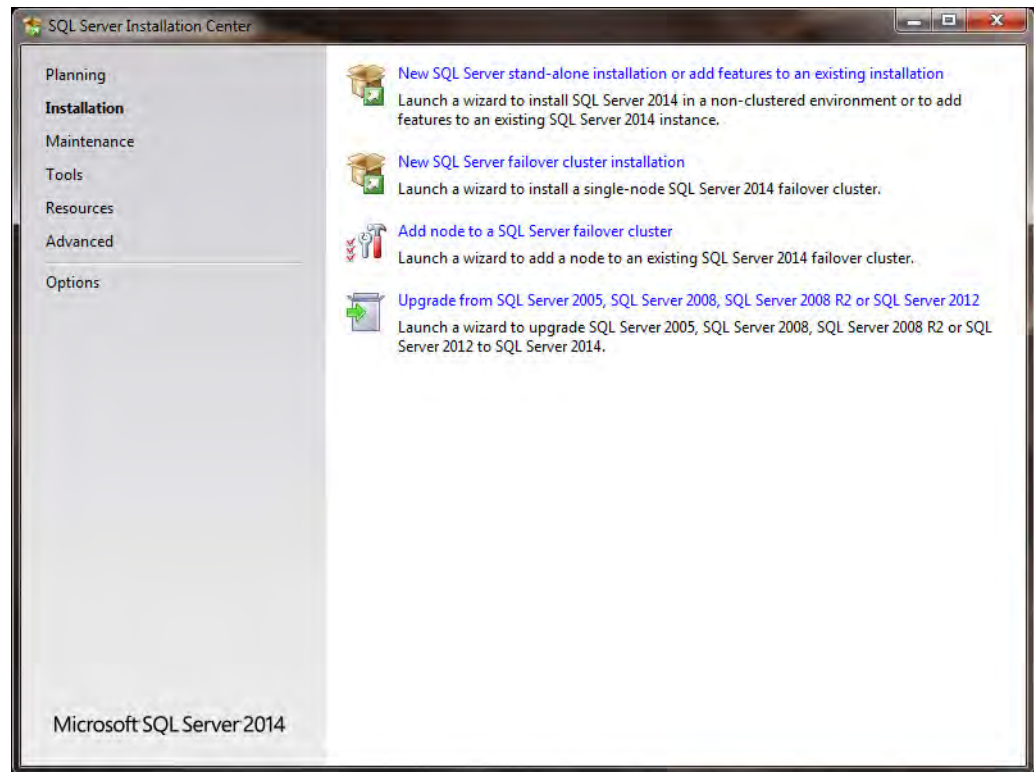 SQL Server Installation Center
Planning
Installation
Maintenance
Tools
Resources
Advanced
Options
New SQL Server stand-alone installation or add features to an existing installation
Launch a wizard to install SQL Server 2014 in a non-clustered environment or to add
features to an existing SQL Server 2014 instance.
New SQL Server failover cluster installation
Launch a wizard to install a single-node SQL Server 2014 failover cluster.
Add node to a SQL Server failover cluster
Launch a wizard to add a node to an existing SQL Server 2014 failover cluster.
Upgrade from SQL Server 2005, SQL Server 2008, SQL Server 2008 R2 or SQL Server 2012
Launch a wizard to upgrade SQL Server 2005, SQL Server 2008, SQL Server 2008 R2 or SQL
Server 2012 to SQL Server 2014.
Microsoft SQL Server 2014